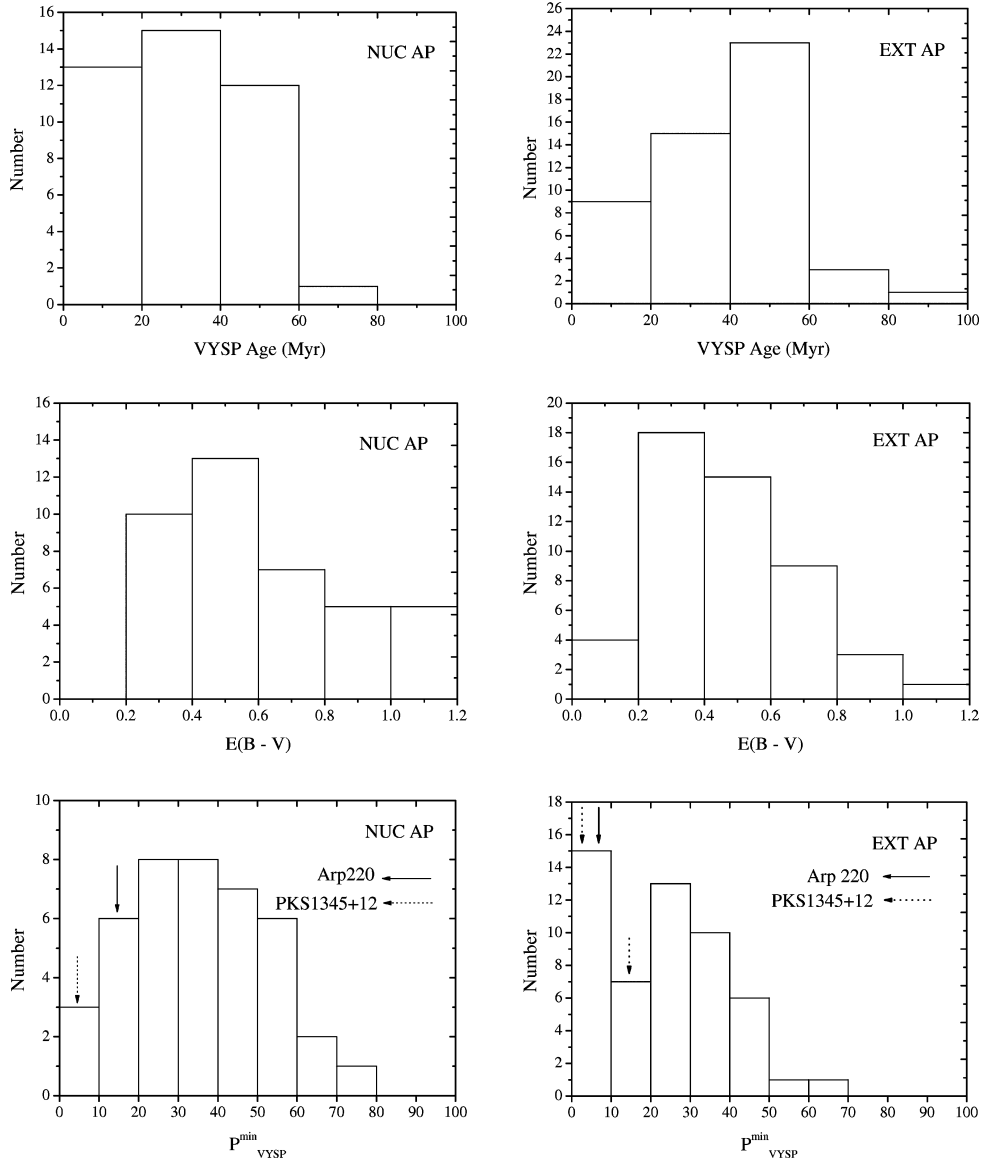 16
14
12
10
8
6
4
2
0
Number
NUC AP
0 20 40 60 80 100
VYSP Age (Myr)
26
24
22
20
18
16
14
12
10
8
6
4
2
0
Number
EXT AP
0 20 40 60 80 100
VYSP Age (Myr)
16
14
12
10
8
6
4
2
0
Number
NUC AP
0.0 0.2 0.4 0.6 0.8 1.0 1.2
E(B - V)
20
18
16
14
12
10
8
6
4
2
0
Number
EXT AP
0.0 0.2 0.4 0.6 0.8 1.0 1.2
E(B - V)
10
8
6
4
2
0
Number
NUC AP
Arp220
PKS1345+12
0 10 20 30 40 50 60 70 80 90 100
P^min_VYSP
18
16
14
12
10
8
6
4
2
0
Number
EXT AP
Arp 220
PKS1345+12
0 10 20 30 40 50 60 70 80 90 100
P^min_VYSP